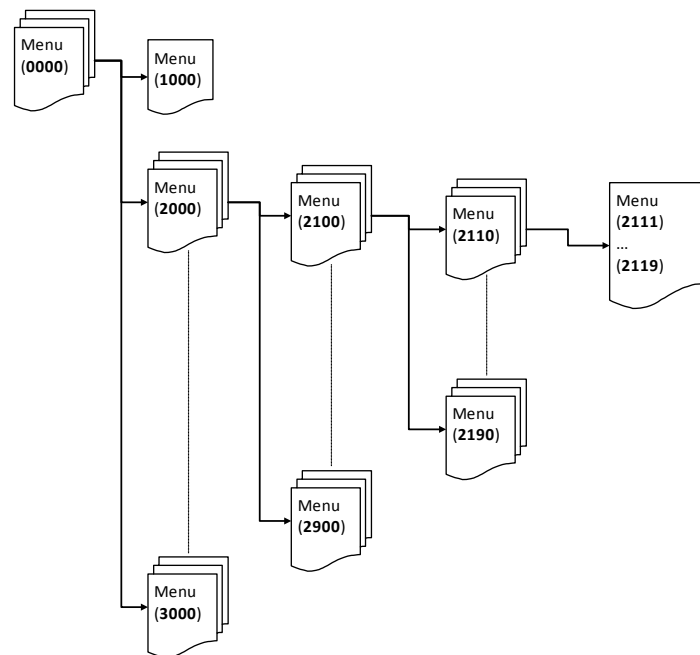 Menu
(0000)
Menu
(1000)
Menu
(2000)
Menu
(2100)
Menu
(2110)
Menu
(2111)
...
(2119)
Menu
(2190)
Menu
(2900)
Menu
(3000)